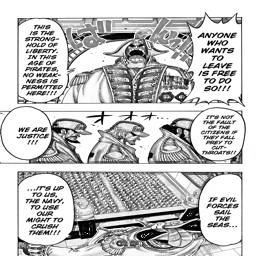 ANYONE
WHO
WANTS
TO
LEAVE
IS FREE
TO DO
SO!!!
THIS
IS THE
STRONG-
HOLD OF
LIBERTY.
IN THIS
AGE OF
PIRATES,
NO WEAK-
NESS IS
PERMITTED
HERE!!!
IT'S NOT
THE FAULT
OF THE
CITIZENS IF
THEY FALL
PREY TO
CUT-
THROATS!!
オオ...
WE ARE
JUSTICE
!!!
IF EVIL
FORCES
SAIL
THE
SEAS...
...IT'S UP TO
US, THE
NAVY,
TO USE
OUR
MIGHT TO
CRUSH
THEM!!!